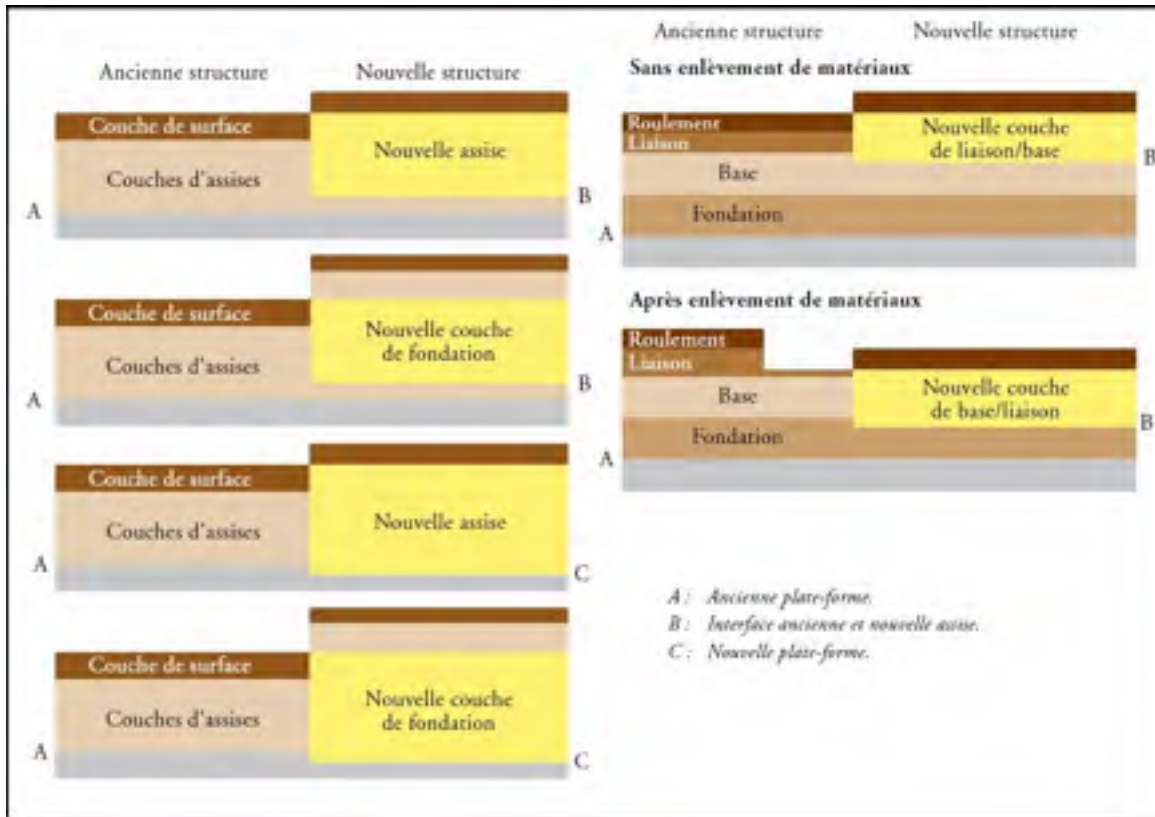 Ancienne structure Nouvelle structure
Couche de surface
Couches d'assises
Nouvelle assise
A
B
Couche de surface
Couches d'assises
Nouvelle couche
de fondation
A
B
Couche de surface
Couches d'assises
Nouvelle assise
A
C
Couche de surface
Couches d'assises
Nouvelle couche
de fondation
A
C
Ancienne structure Nouvelle structure
Sans enlèvement de matériaux
Roulement
Liaison
Base
Fondation
Nouvelle couche
de liaison/base
A
B
Après enlèvement de matériaux
Roulement
Liaison
Base
Fondation
Nouvelle couche
de base/liaison
A
B
A : Ancienne plate-forme.
B : Interface ancienne et nouvelle assise.
C : Nouvelle plate-forme.